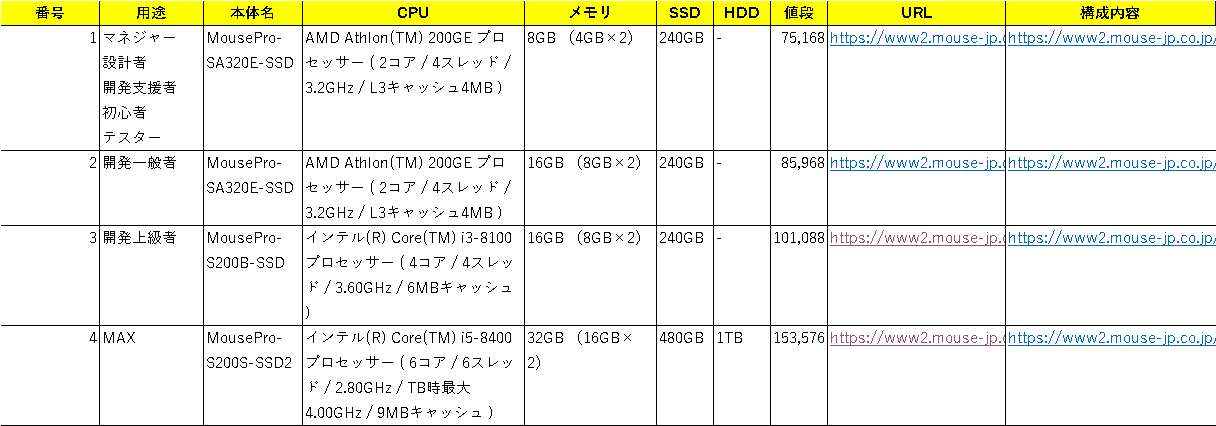 番号 用途 本体名 CPU メモリ SSD HDD 値段 URL 構成内容
1 マネジャー MousePro- AMD Athlon(TM) 200GE プロ 8GB （4GB×2） 240GB - 75,168 https://www2.mouse-jp.c https://www2.mouse-jp.co.jp/
設計者 SA320E-SSD セッサー ( 2コア / 4スレッド /
開発支援者 3.2GHz / L3キャッシュ4MB )
初心者
テスター
2 開発一般者 MousePro- AMD Athlon(TM) 200GE プロ 16GB （8GB×2） 240GB - 85,968 https://www2.mouse-jp.c https://www2.mouse-jp.co.jp/
SA320E-SSD セッサー ( 2コア / 4スレッド /
3.2GHz / L3キャッシュ4MB )
3 開発上級者 MousePro- インテル(R) Core(TM) i3-8100 16GB （8GB×2） 240GB - 101,088 https://www2.mouse-jp.c https://www2.mouse-jp.co.jp/
S200B-SSD プロセッサー ( 4コア / 4スレッ
ド / 3.60GHz / 6MBキャッシュ
)
4 MAX MousePro- インテル(R) Core(TM) i5-8400 32GB （16GB× 480GB 1TB 153,576 https://www2.mouse-jp.c https://www2.mouse-jp.co.jp/
S200S-SSD2 プロセッサー ( 6コア / 6スレッ 2）
ド / 2.80GHz / TB時最大
4.00GHz / 9MBキャッシュ )